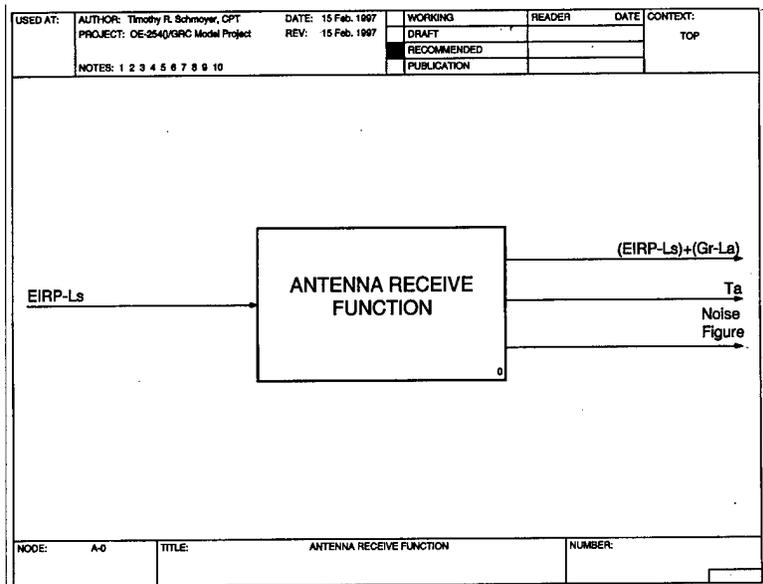 USED AT:
AUTHOR: Timothy R. Schmoyer, CPT
DATE: 15 Feb. 1997
PROJECT: OE-254()/GRC Model Project
REV: 15 Feb. 1997
NOTES: 1 2 3 4 5 6 7 8 9 10
WORKING
DRAFT
RECOMMENDED
PUBLICATION
READER DATE
CONTEXT:
TOP
EIRP-Ls
ANTENNA RECEIVE
FUNCTION
0
(EIRP-Ls)+(Gr-La)
Ta
Noise
Figure
NODE: A-0
TITLE: ANTENNA RECEIVE FUNCTION
NUMBER: